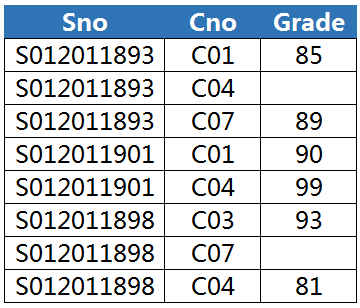 Sno Cno Grade
S012011893 C01 85
S012011893 C04
S012011893 C07 89
S012011901 C01 90
S012011901 C04 99
S012011898 C03 93
S012011898 C07
S012011898 C04 81